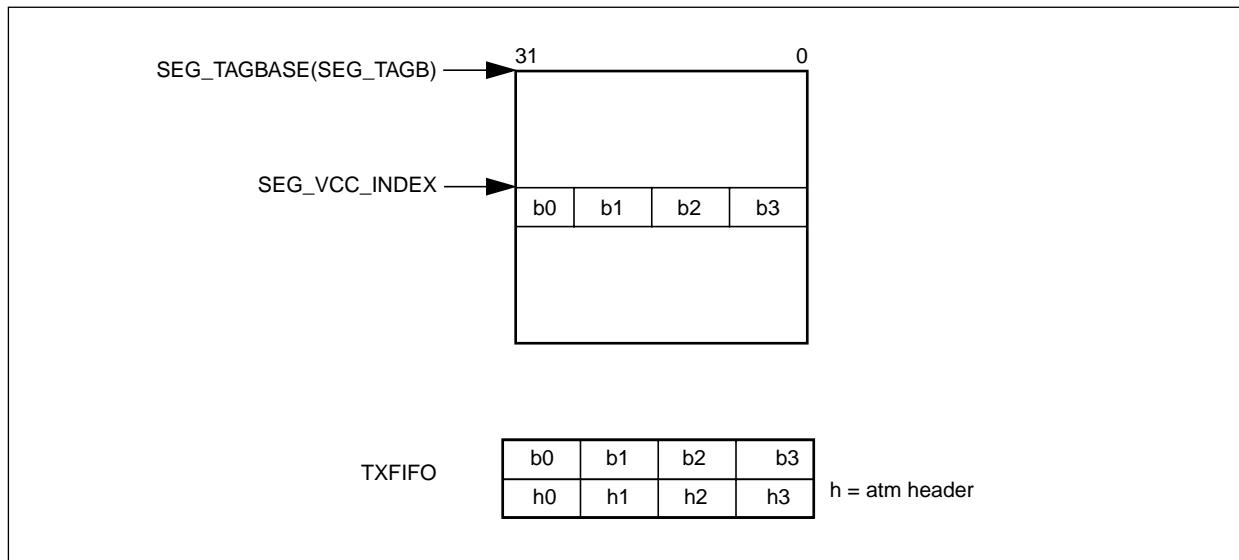 31 0
SEG_TAGBASE(SEG_TAGB)
SEG_VCC_INDEX
b0 b1 b2 b3
TXFIFO
b0 b1 b2 b3
h0 h1 h2 h3
h = atm header